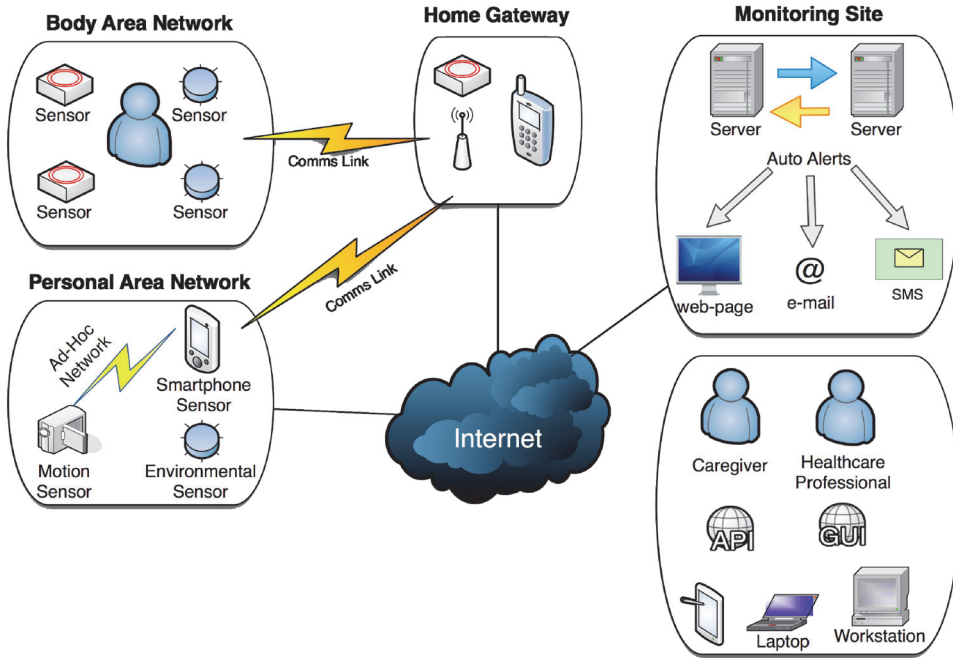 Body Area Network
Sensor
Sensor
Sensor
Sensor
Comms Link
Home Gateway
Comms Link
Personal Area Network
Ad-Hoc
Network
Smartphone
Sensor
Motion
Sensor
Environmental
Sensor
Internet
Monitoring Site
Server
Server
Auto Alerts
web-page
@
e-mail
SMS
Caregiver
Healthcare
Professional
API
GUI
Laptop
Workstation